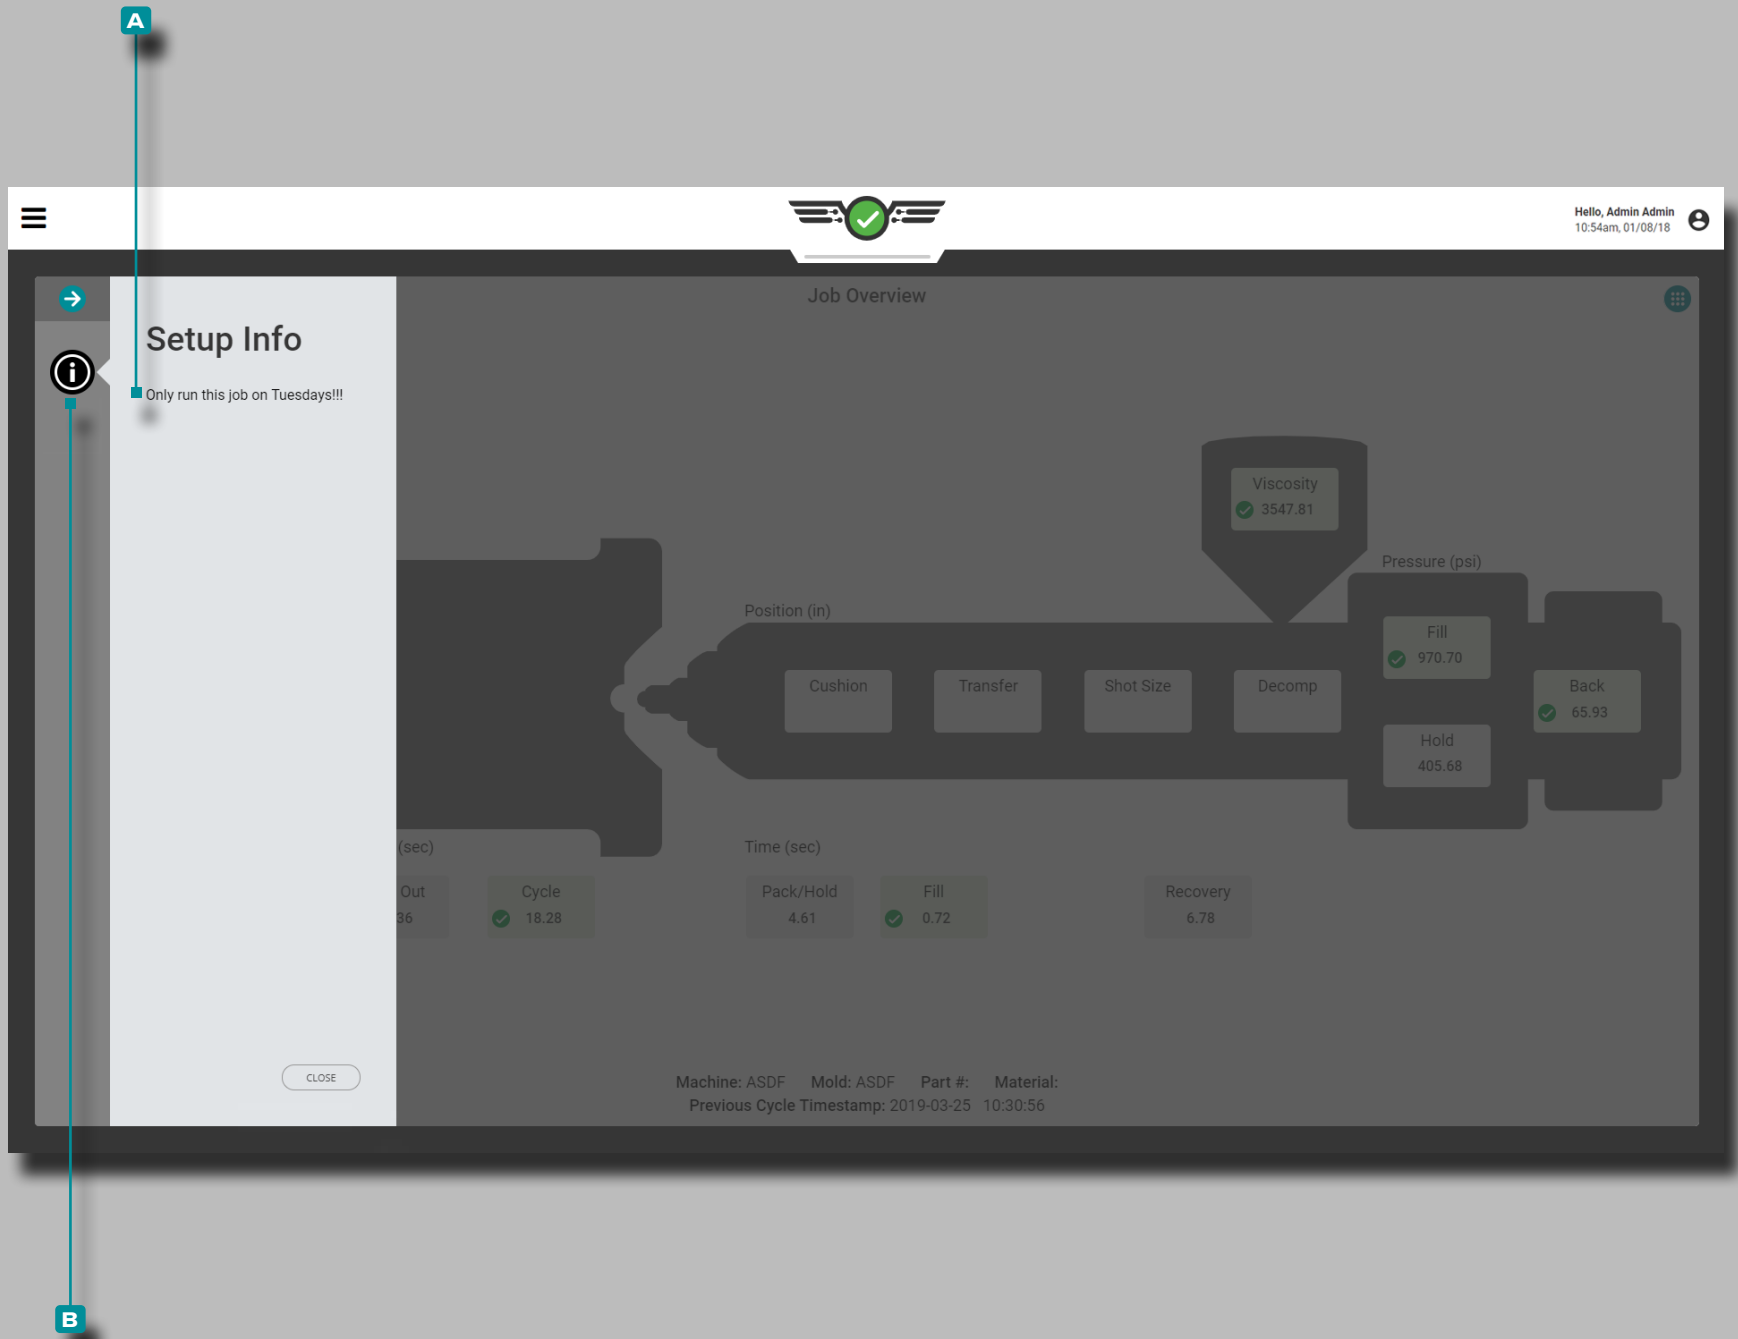 A
Hello, Admin Admin
10:54am, 01/08/18
Job Overview
Setup Info
Only run this job on Tuesdays!!!
Viscosity
3547.81
Pressure (psi)
Position (in)
Fill
970.70
Cushion
Transfer
Shot Size
Decomp
Back
65.93
Hold
405.68
(sec)
Time (sec)
Out
36
Cycle
18.28
Pack/Hold
4.61
Fill
0.72
Recovery
6.78
CLOSE
Machine: ASDF Mold: ASDF Part #: Material:
Previous Cycle Timestamp: 2019-03-25 10:30:56
B